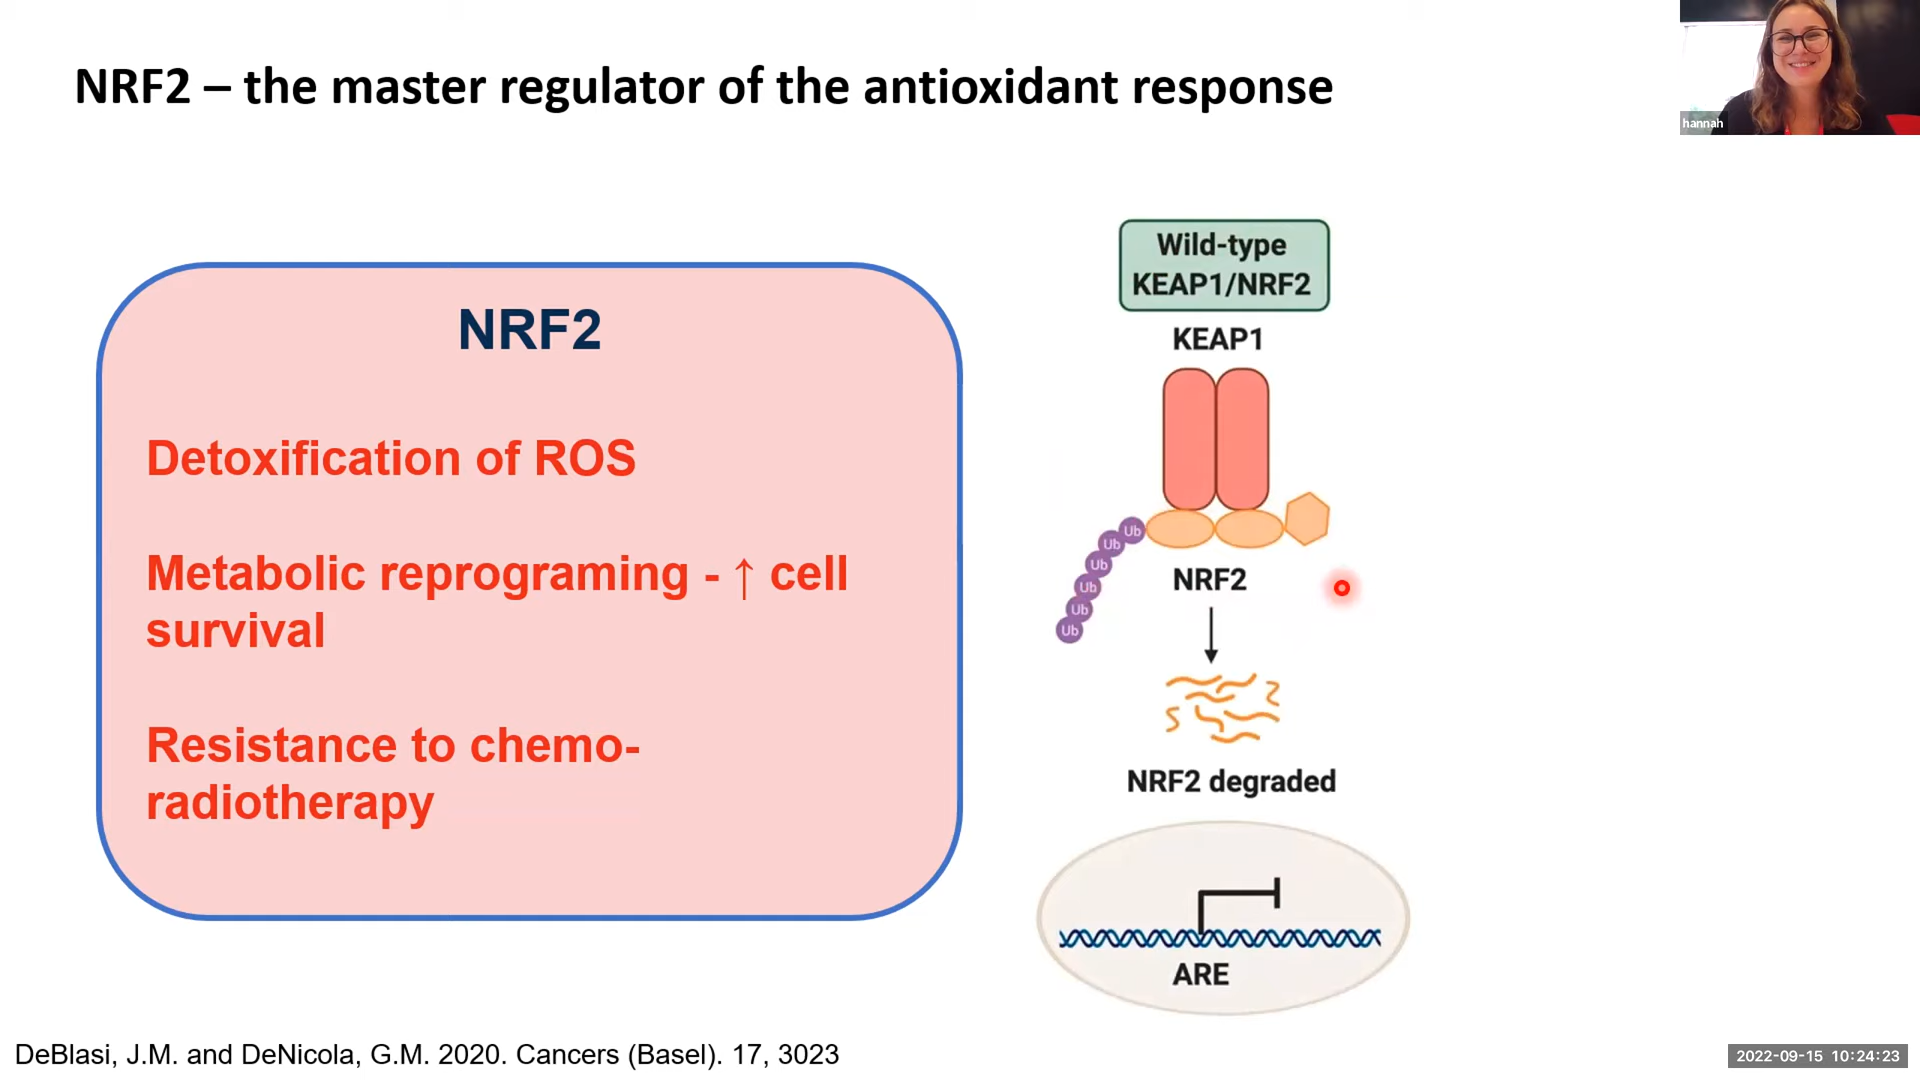 NRF2 – the master regulator of the antioxidant response
hannah
NRF2
Detoxification of ROS
Metabolic reprograming - ↑ cell
survival
Resistance to chemo-
radiotherapy
Wild-type
KEAP1/NRF2
KEAP1
Ub
Ub
Ub
Ub
Ub
Ub
NRF2
NRF2 degraded
ARE
DeBlasi, J.M. and DeNicola, G.M. 2020. Cancers (Basel). 17, 3023
2022-09-15 10:24:23